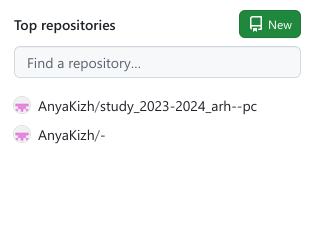 Top repositories
New
Find a repository…
AnyaKizh/study_2023-2024_arh--pc
AnyaKizh/-